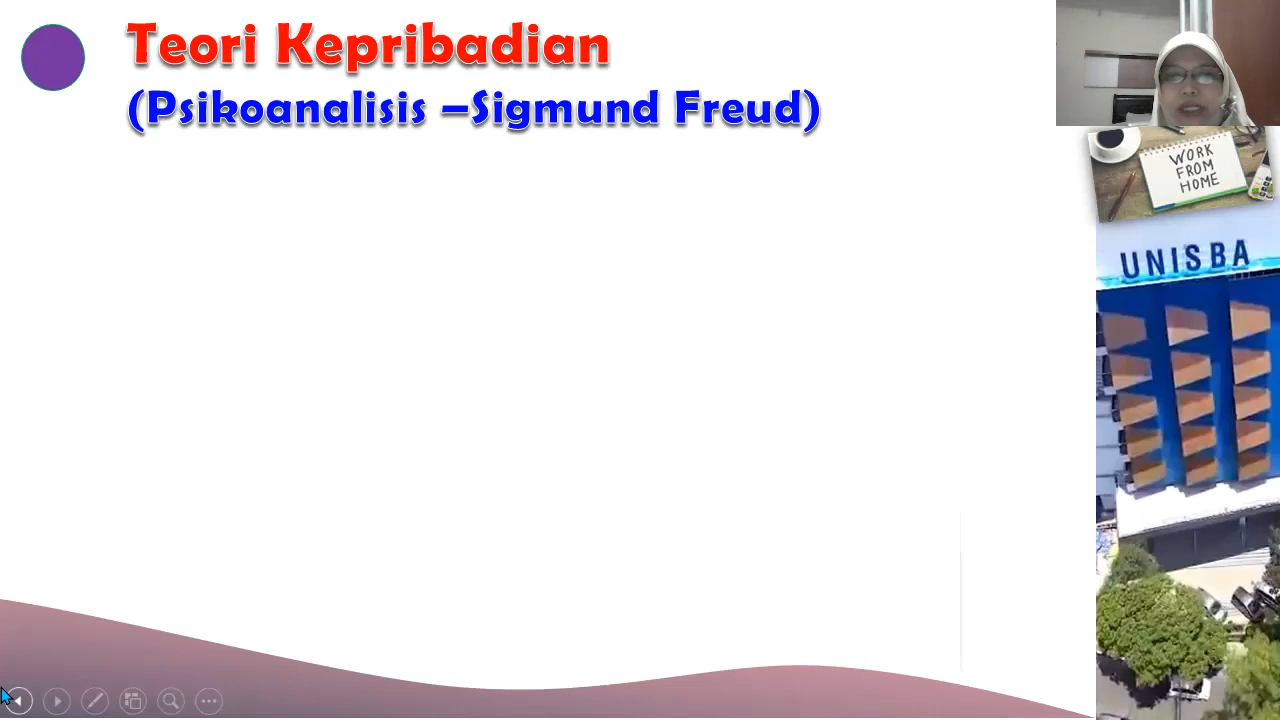 Teori Kepribadian
(Psikoanalisis –Sigmund Freud)
WORK
FROM
HOME
UNISBA